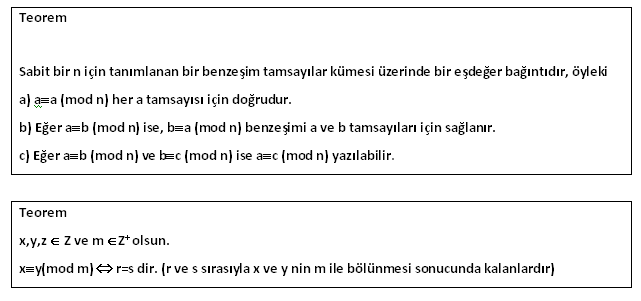 Teorem
Sabit bir n için tanımlanan bir benzeşim tamsayılar kümesi üzerinde bir eşdeğer bağıntıdır, öyleki
a) a≡a (mod n) her a tamsayısı için doğrudur.
b) Eğer a≡b (mod n) ise, b≡a (mod n) benzeşimi a ve b tamsayıları için sağlanır.
c) Eğer a≡b (mod n) ve b≡c (mod n) ise a≡c (mod n) yazılabilir.
Teorem
x,y,z ∈ Z ve m ∈Z⁺ olsun.
x≡y(mod m) ⇔ r=s dir. (r ve s sırasıyla x ve y nin m ile bölünmesi sonucunda kalanlardır)